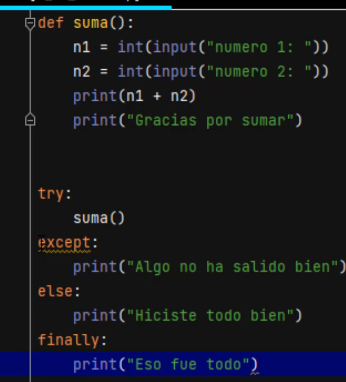 def suma():
    n1 = int(input("numero 1: "))
    n2 = int(input("numero 2: "))
    print(n1 + n2)
    print("Gracias por sumar")
try:
    suma()
except:
    print("Algo no ha salido bien")
else:
    print("Hiciste todo bien")
finally:
    print("Eso fue todo")